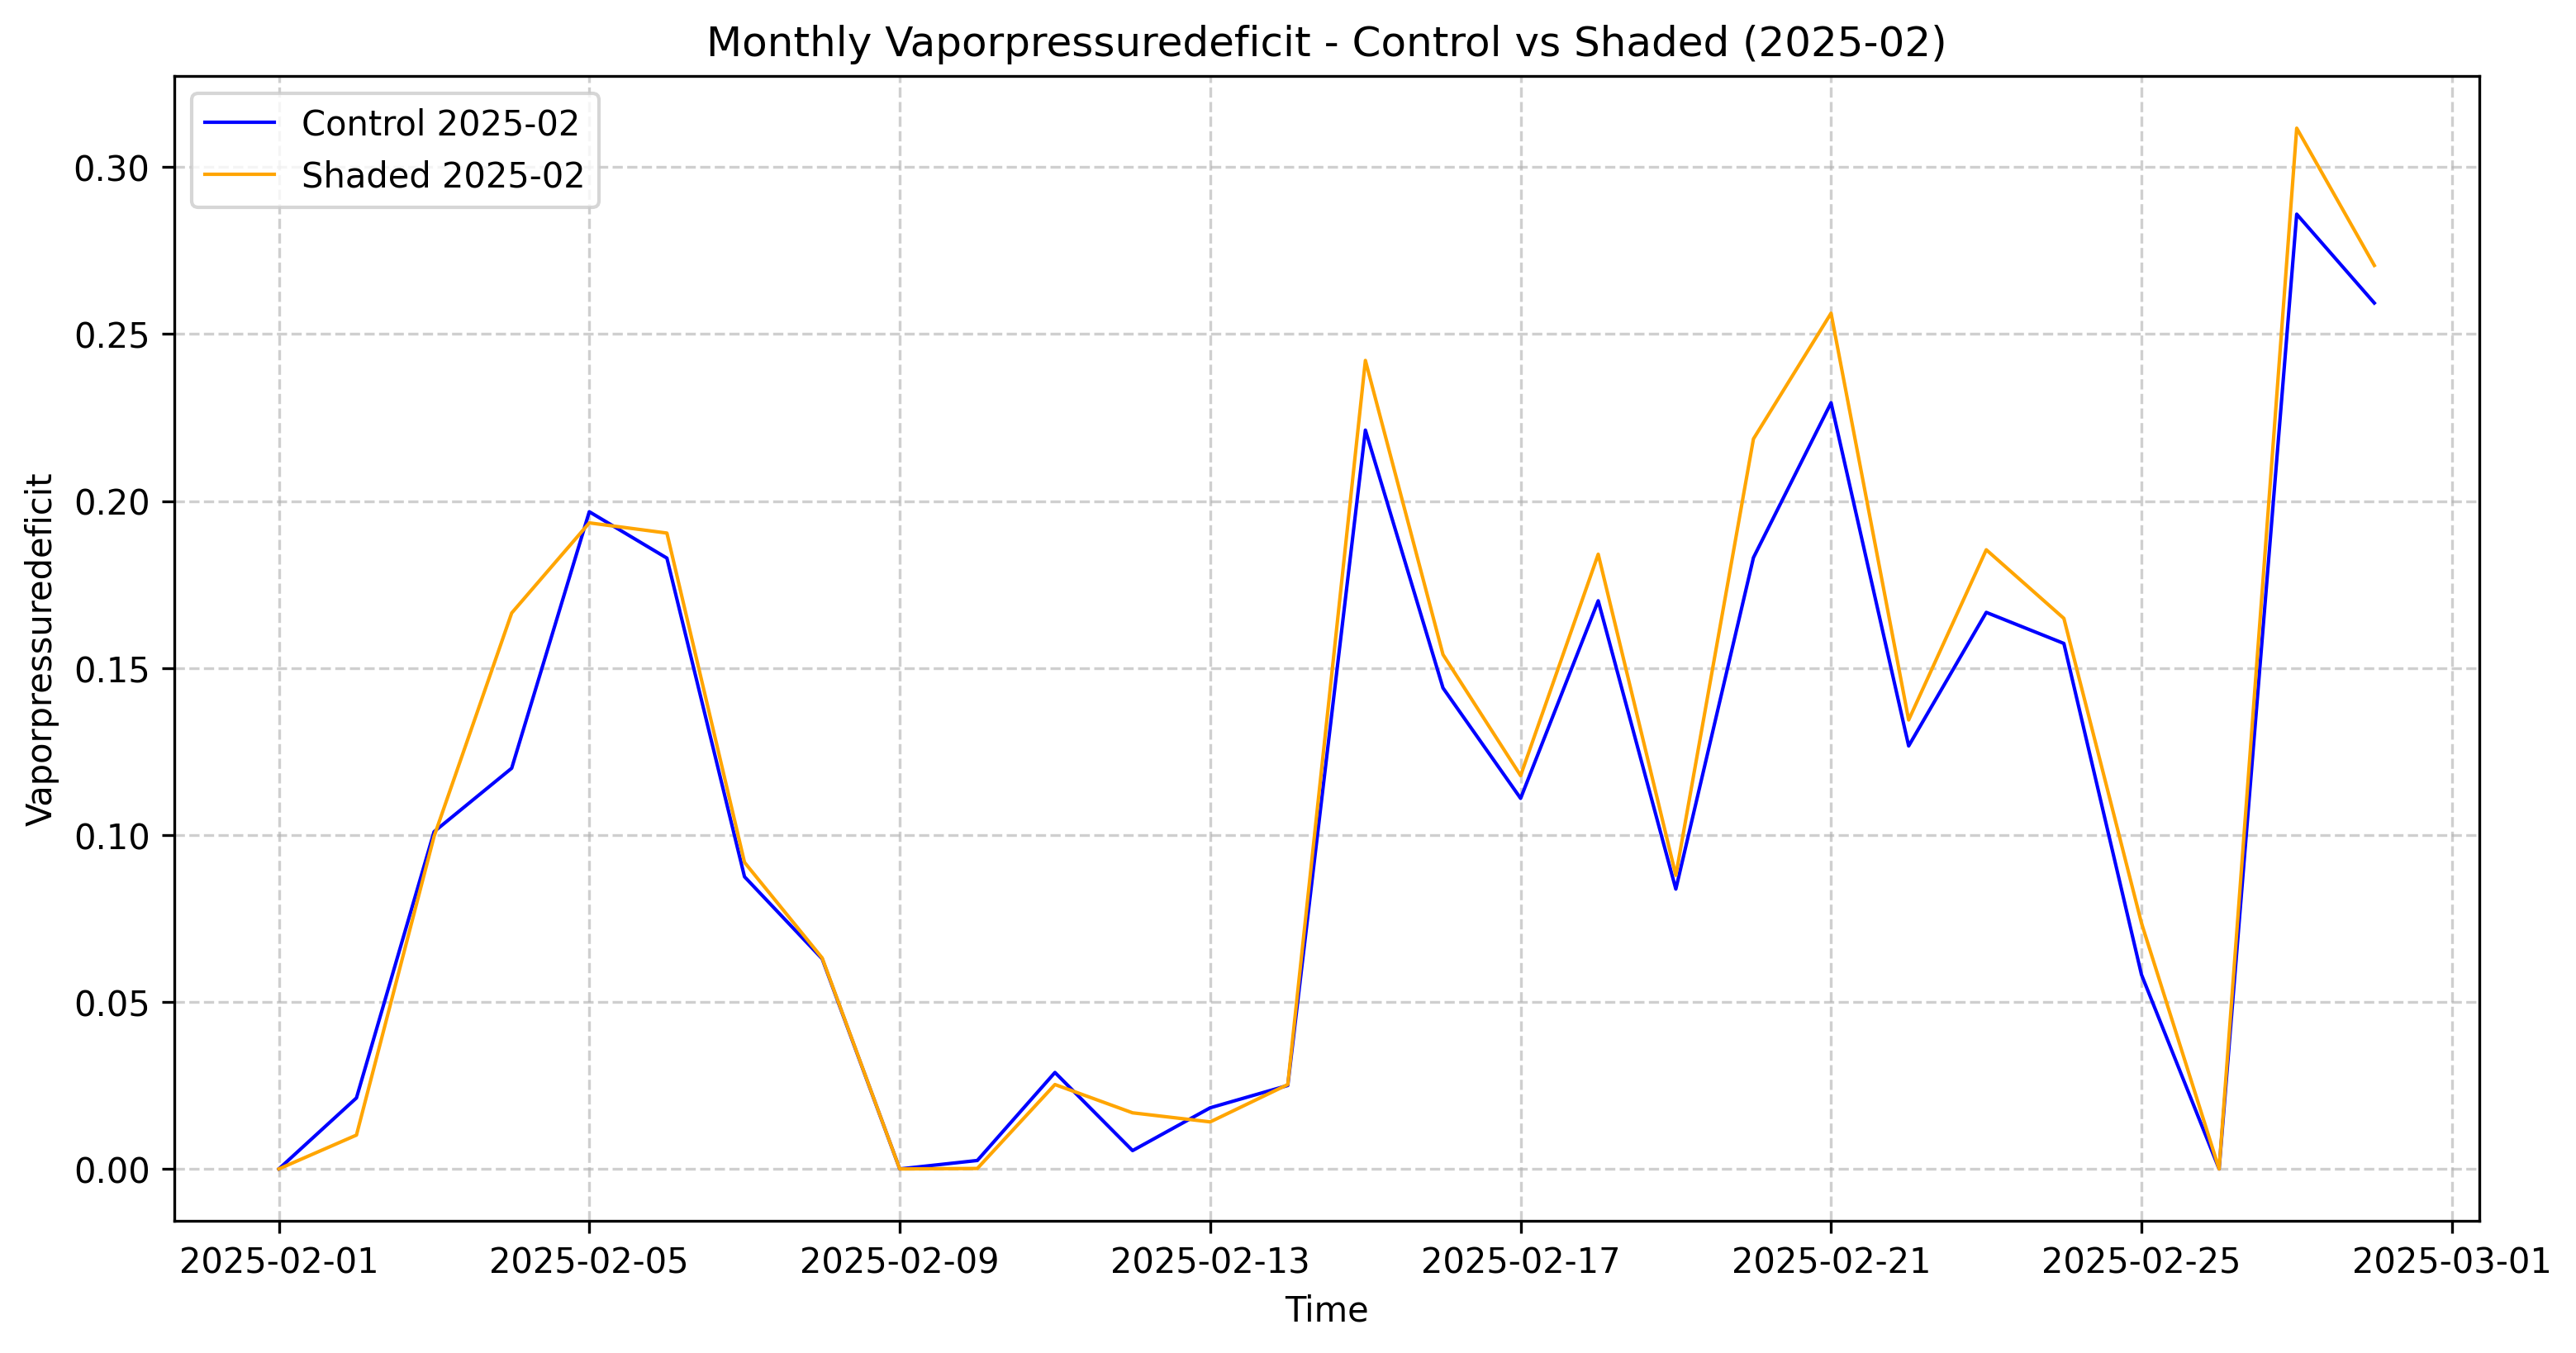 Monthly Vaporpressuredeficit - Control vs Shaded (2025-02)
Control 2025-02
Shaded 2025-02
Vaporpressuredeficit
0.30
0.25
0.20
0.15
0.10
0.05
0.00
2025-02-01 2025-02-05 2025-02-09 2025-02-13 2025-02-17 2025-02-21 2025-02-25 2025-03-01
Time